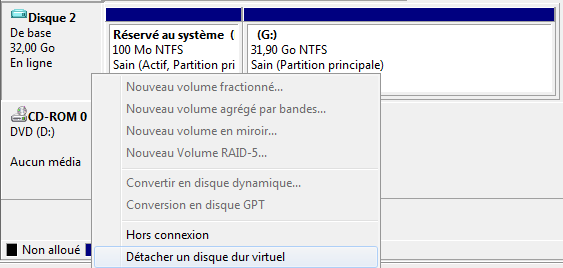 Disque 2
De base
32,00 Go
En ligne
Réservé au système (
100 Mo NTFS
Sain (Actif, Partition pri
(G:)
31,90 Go NTFS
Sain (Partition principale)
CD-ROM 0
DVD (D:)
Aucun média
Nouveau volume fractionné...
Nouveau volume agrégé par bandes...
Nouveau volume en miroir...
Nouveau Volume RAID-5...
Convertir en disque dynamique...
Conversion en disque GPT
Hors connexion
Détacher un disque dur virtuel
Non alloué